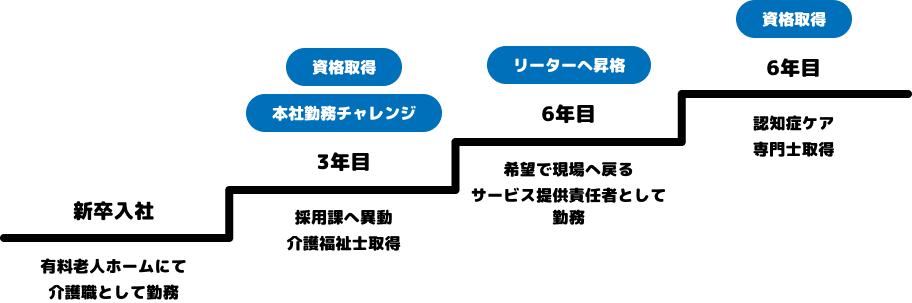 新卒入社
有料老人ホームにて
介護職として勤務
資格取得
本社勤務チャレンジ
3年目
採用課へ異動
介護福祉士取得
リーターへ昇格
6年目
希望で現場へ戻る
サービス提供責任者として
勤務
資格取得
6年目
認知症ケア
専門士取得